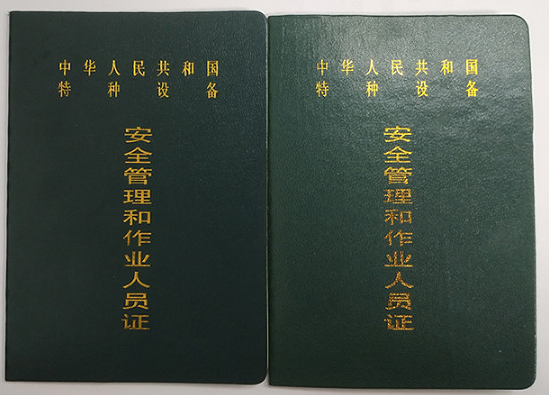 中华人民共和国
特种设备
安全管理和作业人员证
中华人民共和国
特种设备
安全管理和作业人员证